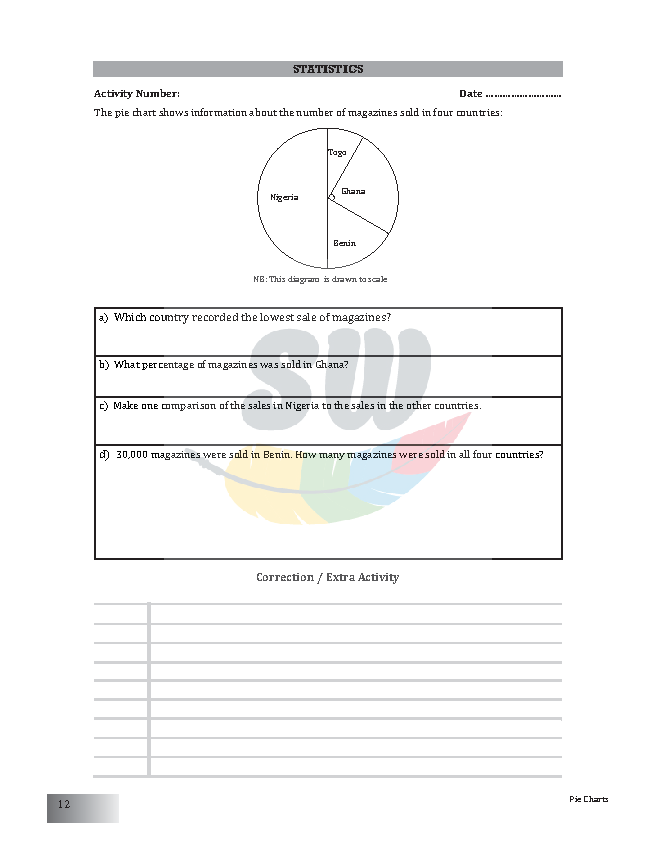 STATISTICS
Activity Number: Date ............................
The pie chart shows information about the number of magazines sold in four countries:
Togo
Ghana
Nigeria
Benin
NB: This diagram is drawn to scale
a) Which country recorded the lowest sale of magazines?
b) What percentage of magazines was sold in Ghana?
c) Make one comparison of the sales in Nigeria to the sales in the other countries.
d) 30,000 magazines were sold in Benin. How many magazines were sold in all four countries?
sw
Correction / Extra Activity
12
Pie Charts